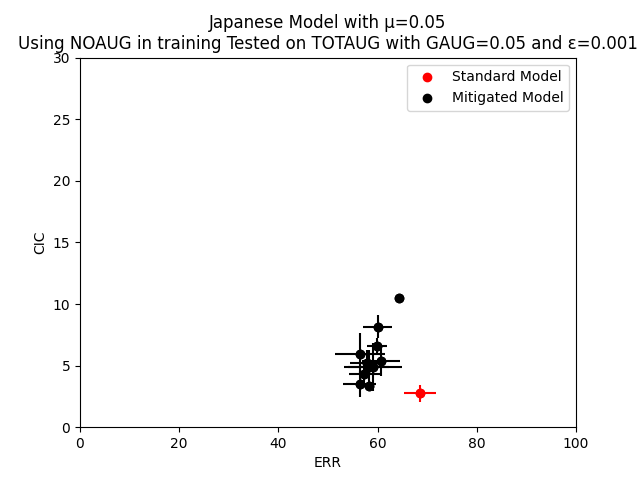 Japanese Model with μ=0.05
Using NOAUG in training Tested on TOTAUG with GAUG=0.05 and ε=0.001
30
25
20
15
10
5
0
CIC
Standard Model
Mitigated Model
0 20 40 60 80 100
ERR